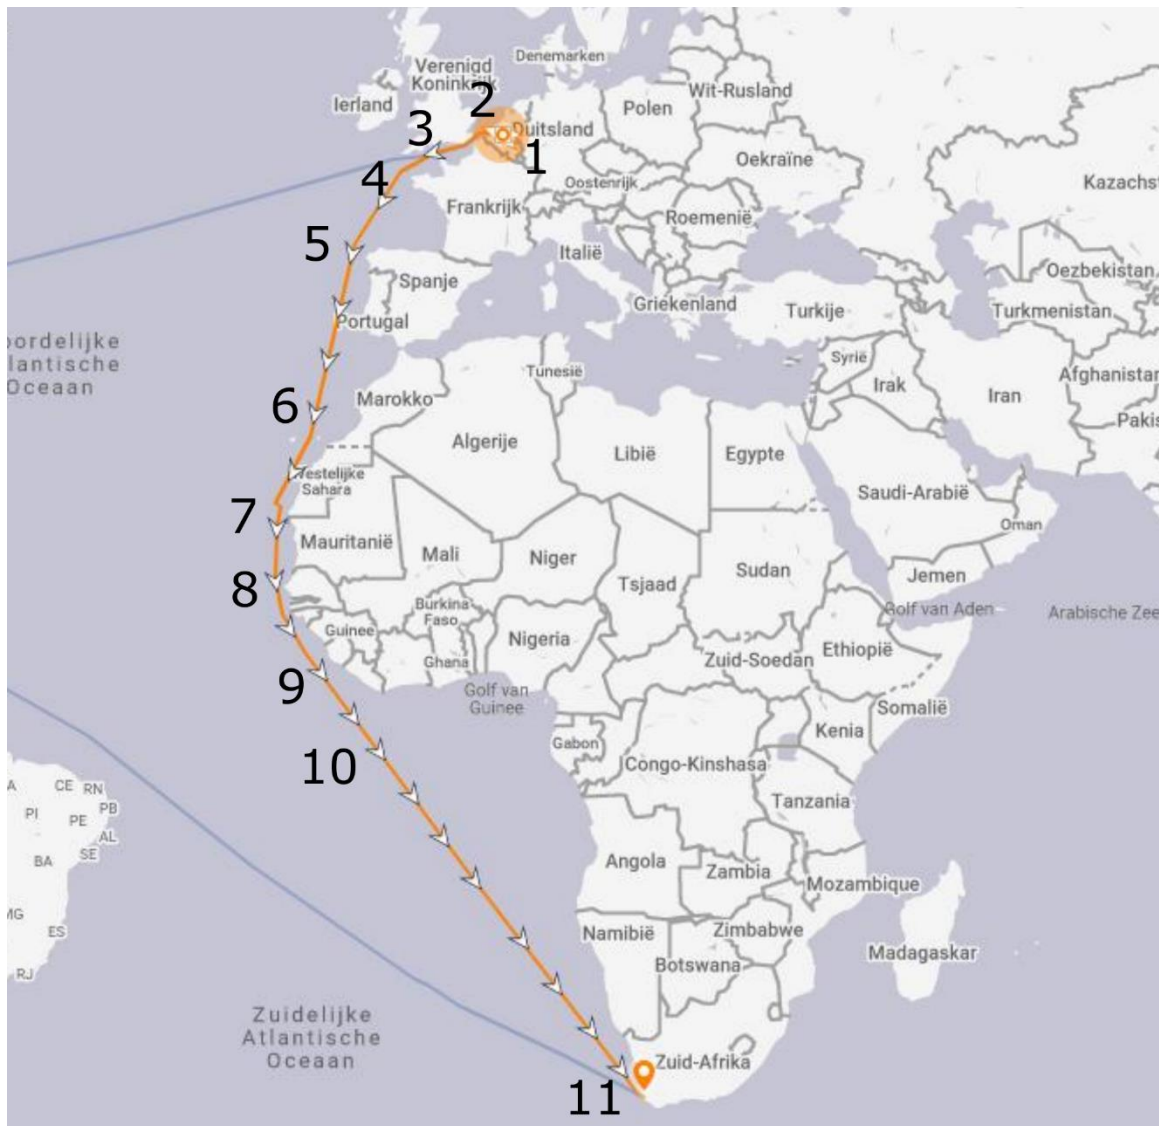 Denemarken
Verenigd
Koninkrijk
Wit-Rusland
Ierland
2
Polen
3
Duitsland
1
Oekraïne
4
Oostenrijk
Kazachst
Frankrijk
Roemenië
5
Italië
Spanje
Oezbekistan
Griekenland
Turkije
Turkmenistan
Portugal
oordelijke
lantische
Oceaan
Syrië
Tunesië
Afghanistan
Irak
Iran
6
Marokko
Pakis
Algerije
Libië
Egypte
Westelijke
Sahara
Saudi-Arabië
7
Oman
Mauritanië
Mali
Niger
Tsjaad
Sudan
Jemen
8
Burkina
Faso
Golf van Aden
Arabische Zee
Guinee
Nigeria
Ethiopië
Ghana
Zuid-Soedan
9
Golf van
Guinee
Somalië
Kenia
Gabon
10
Congo-Kinshasa
A
CE
RN
Tanzania
PI
PE
PB
AL
SE
BA
Angola
Zambia
Mozambique
MG
ES
Namibië
Zimbabwe
Botswana
Madagaskar
RJ
Zuidelijke
Atlantische
Oceaan
Zuid-Afrika
11